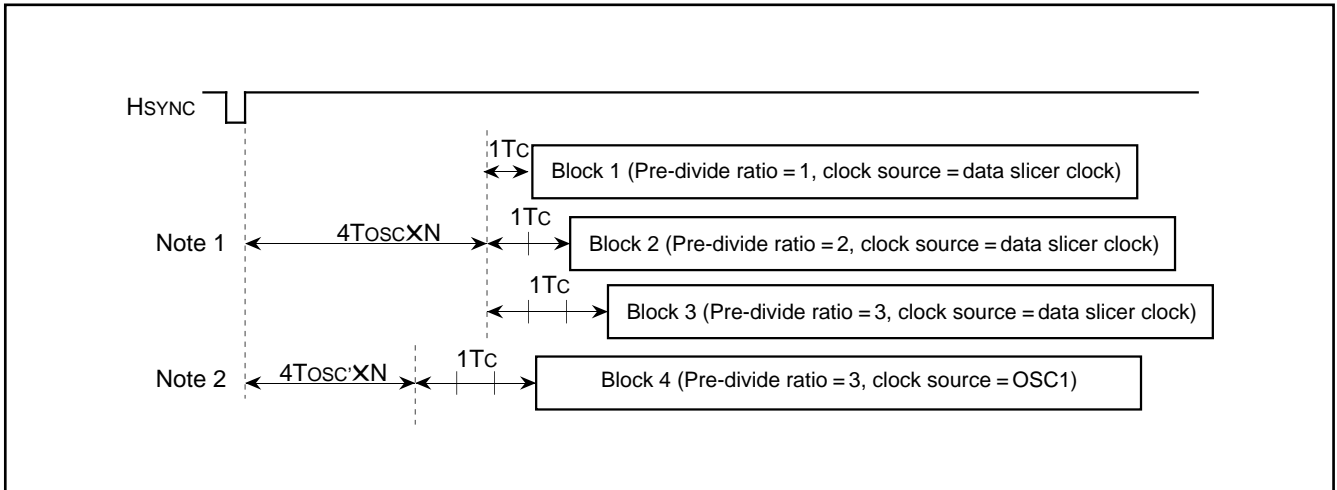 HSYNC
1TC
Block 1 (Pre-divide ratio = 1, clock source = data slicer clock)
Note 1
4TOSC✕N
1TC
Block 2 (Pre-divide ratio = 2, clock source = data slicer clock)
1TC
Block 3 (Pre-divide ratio = 3, clock source = data slicer clock)
Note 2
4TOSC'✕N
1TC
Block 4 (Pre-divide ratio = 3, clock source = OSC1)